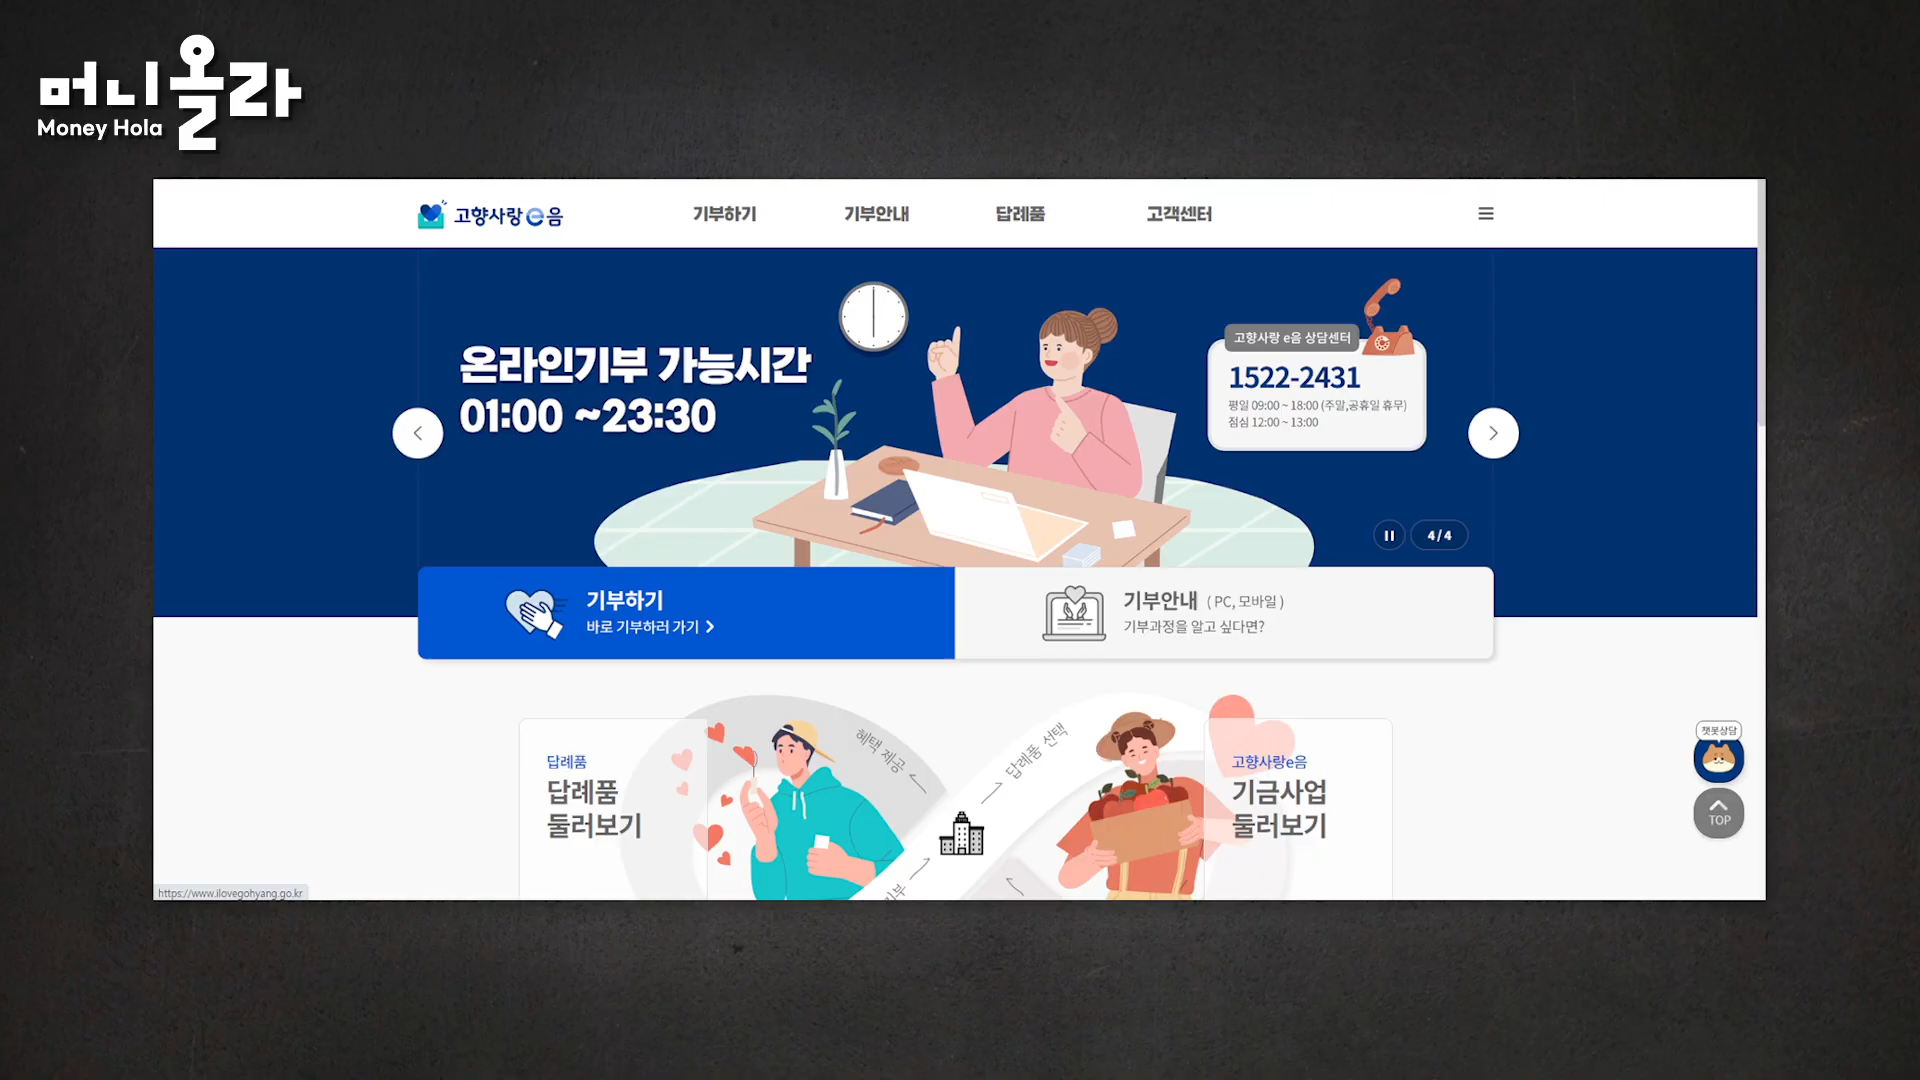 머니올라
Money Hola
고향사랑e음
기부하기
기부안내
답례품
고객센터
온라인기부 가능시간
01:00 ~23:30
고향사랑 e음 상담센터
1522-2431
평일 09:00 ~ 18:00 (주말,공휴일 휴무)
점심 12:00 ~ 13:00
4/4
기부하기
바로 기부하러 가기
기부안내 ( PC, 모바일 )
기부과정을 알고 싶다면?
답례품
답례품
둘러보기
혜택 제공
답례품 선택
기부
고향사랑e음
기금사업
둘러보기
챗봇상담
TOP
https://www.ilovegohyang.go.kr